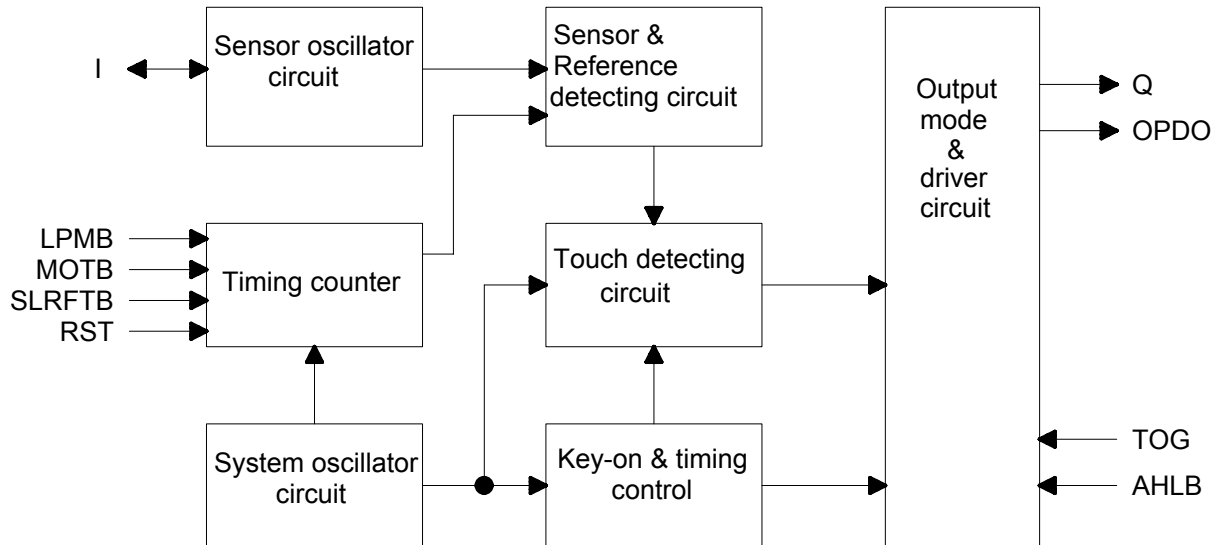 I
Sensor oscillator
circuit
Sensor &
Reference
detecting circuit
Output
mode
&
driver
circuit
Q
OPDO
LPMB
MOTB
SLRFTB
RST
Timing counter
Touch detecting
circuit
System oscillator
circuit
Key-on & timing
control
TOG
AHLB